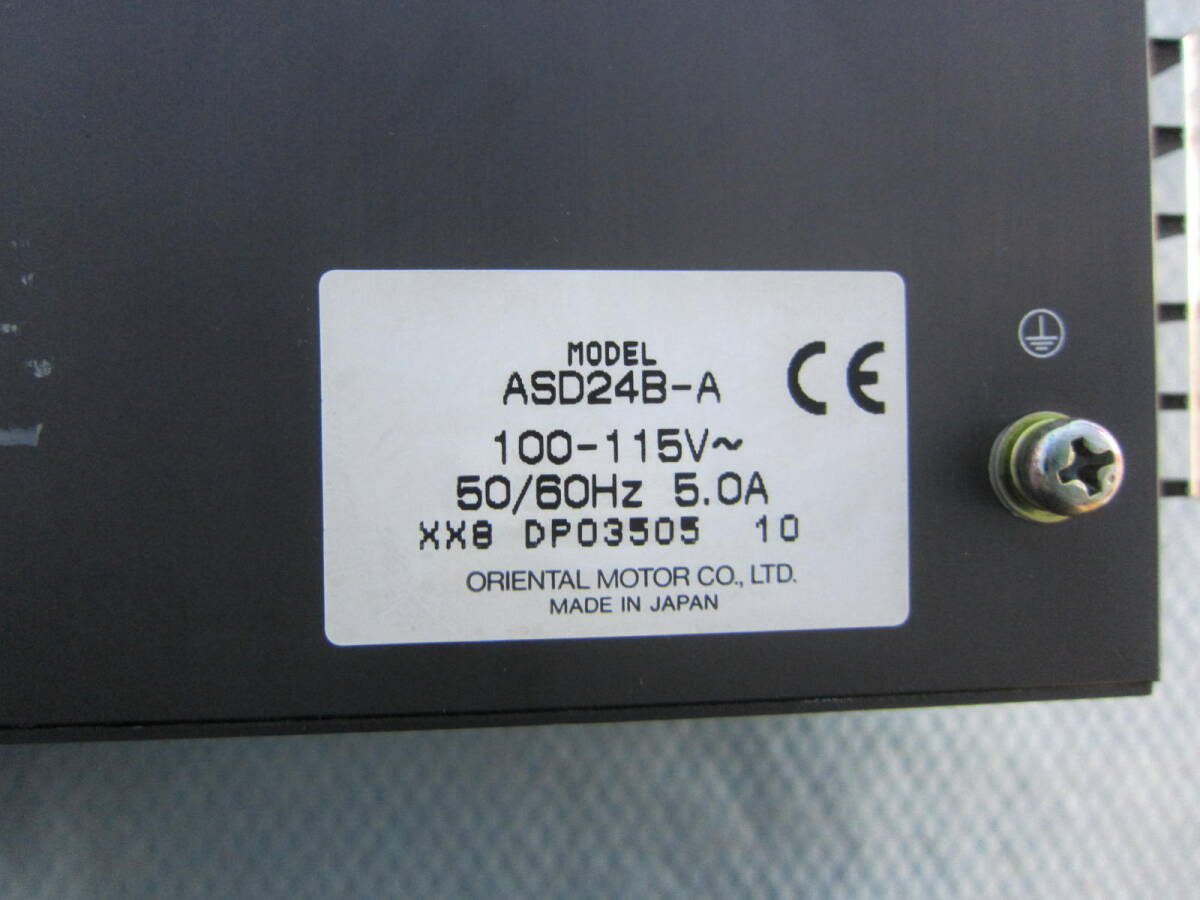 MODEL
ASD24B-A CE
100-115V~
50/60Hz 5.0A
XX8 DP03505 10
ORIENTAL MOTOR CO., LTD.
MADE IN JAPAN